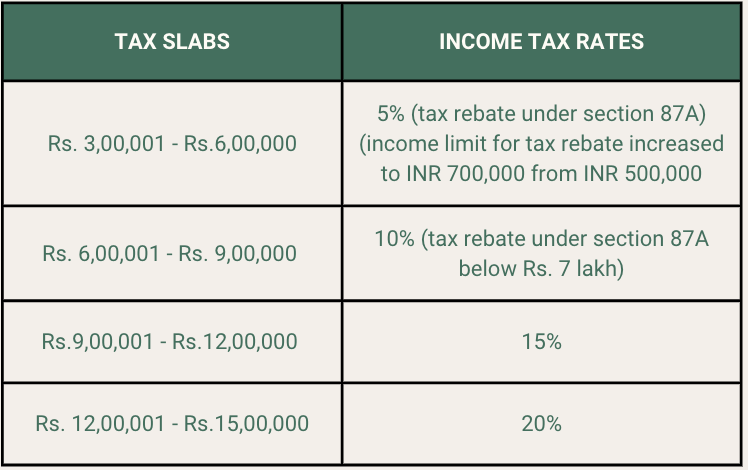 TAX SLABS
INCOME TAX RATES
Rs. 3,00,001 - Rs.6,00,000
5% (tax rebate under section 87A)
(income limit for tax rebate increased
to INR 700,000 from INR 500,000
Rs. 6,00,001 - Rs. 9,00,000
10% (tax rebate under section 87A
below Rs. 7 lakh)
Rs.9,00,001 - Rs.12,00,000
15%
Rs. 12,00,001 - Rs.15,00,000
20%